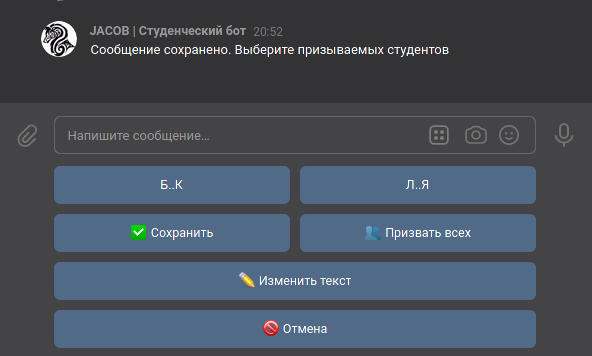 JACOB | Студенческий бот 20:52
Сообщение сохранено. Выберите призываемых студентов
Напишите сообщение...
Б..К
Л..Я
✅ Сохранить
👥 Призвать всех
✏️ Изменить текст
🚫 Отмена